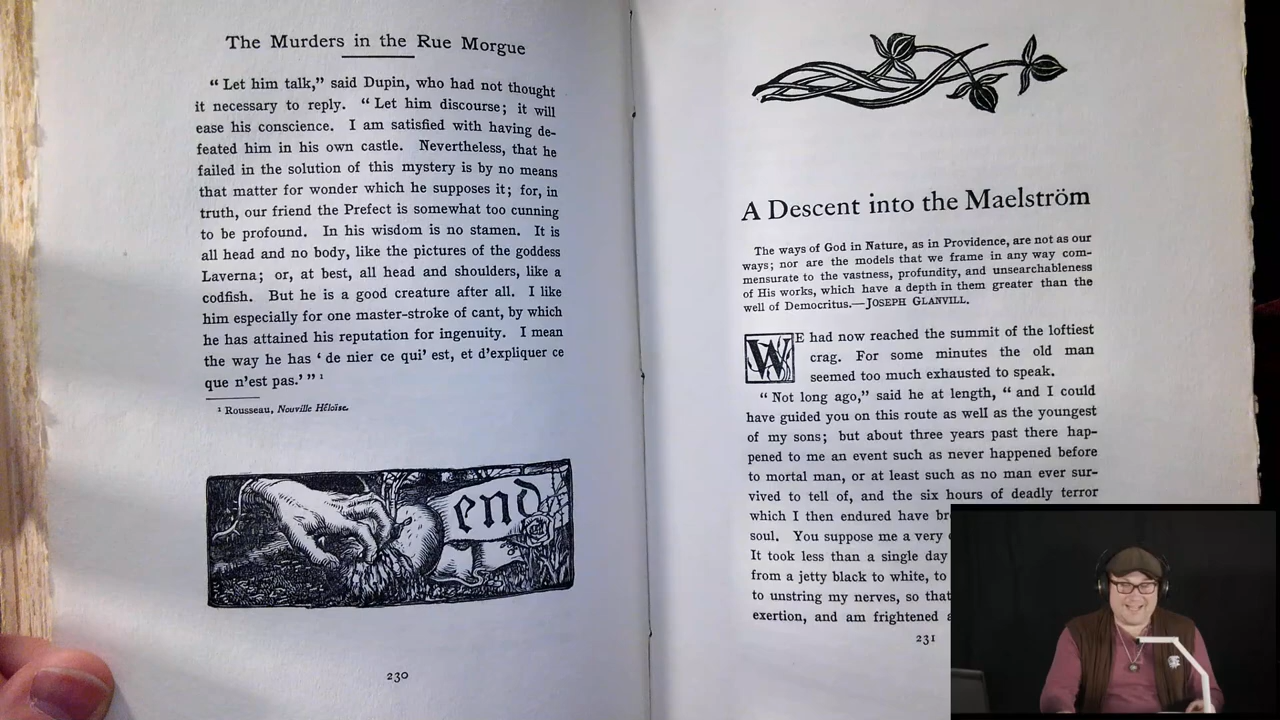 The Murders in the Rue Morgue
“ Let him talk,” said Dupin, who had not thought
it necessary to reply. “ Let him discourse; it will
ease his conscience. I am satisfied with having de-
feated him in his own castle. Nevertheless, that he
failed in the solution of this mystery is by no means
that matter for wonder which he supposes it; for, in
truth, our friend the Prefect is somewhat too cunning
to be profound. In his wisdom is no stamen. It is
all head and no body, like the pictures of the goddess
Laverna; or, at best, all head and shoulders, like a
codfish. But he is a good creature after all. I like
him especially for one master-stroke of cant, by which
he has attained his reputation for ingenuity. I mean
the way he has ‘ de nier ce qui’ est, et d’expliquer ce
que n’est pas.’ ” ¹
¹ Rousseau, Nouville Hëloïse.
end
230
A Descent into the Maelström
The ways of God in Nature, as in Providence, are not as our
ways; nor are the models that we frame in any way com-
mensurate to the vastness, profundity, and unsearchableness
of His works, which have a depth in them greater than the
well of Democritus.—JOSEPH GLANVILL.
WE had now reached the summit of the loftiest
crag. For some minutes the old man
seemed too much exhausted to speak.
“ Not long ago,” said he at length, “ and I could
have guided you on this route as well as the youngest
of my sons; but about three years past there hap-
pened to me an event such as never happened before
to mortal man, or at least such as no man ever sur-
vived to tell of, and the six hours of deadly terror
which I then endured have br
soul. You suppose me a very
It took less than a single day
from a jetty black to white, to
to unstring my nerves, so that
exertion, and am frightened
231